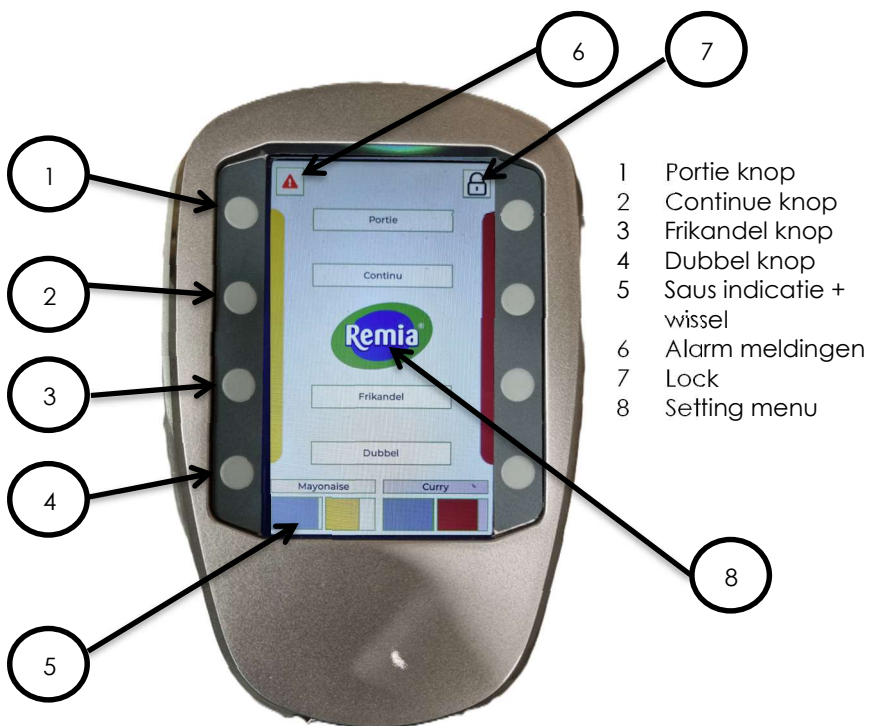 6
7
1
2
3
4
5
8
Portie
Continu
Remia®
Frikandel
Dubbel
Mayonaise
Curry
1 Portie knop
2 Continue knop
3 Frikandel knop
4 Dubbel knop
5 Saus indicatie +
wissel
6 Alarm meldingen
7 Lock
8 Setting menu